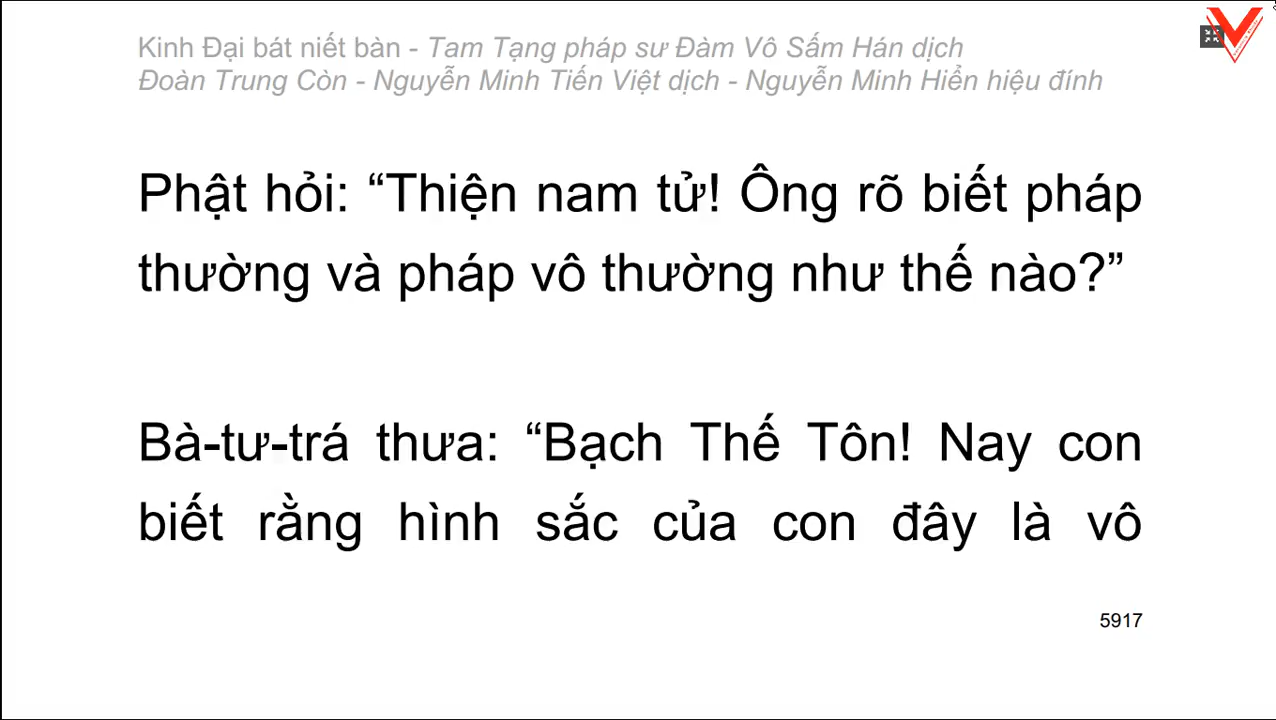 Kinh Đại bát niết bàn - Tam Tạng pháp sư Đàm Vô Sấm Hán dịch
Đoàn Trung Còn - Nguyễn Minh Tiến Việt dịch - Nguyễn Minh Hiển hiệu đính
Phật hỏi: “Thiện nam tử! Ông rõ biết pháp
thường và pháp vô thường như thế nào?”
Bà-tư-trá thưa: “Bạch Thế Tôn! Nay con
biết rằng hình sắc của con đây là vô
5917